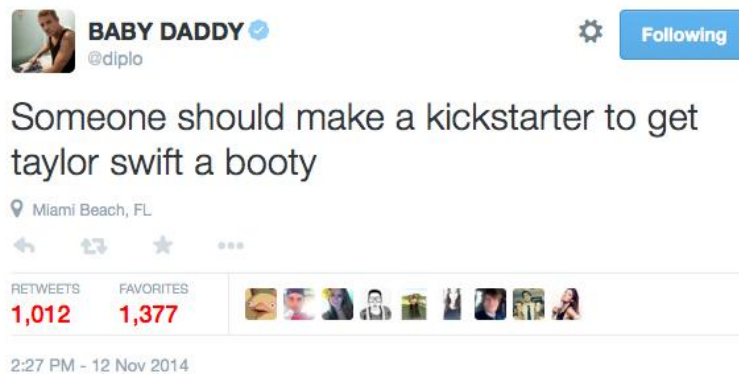 BABY DADDY
@diplo
Following
Someone should make a kickstarter to get
taylor swift a booty
Miami Beach, FL
RETWEETS FAVORITES
1,012 1,377
2:27 PM - 12 Nov 2014